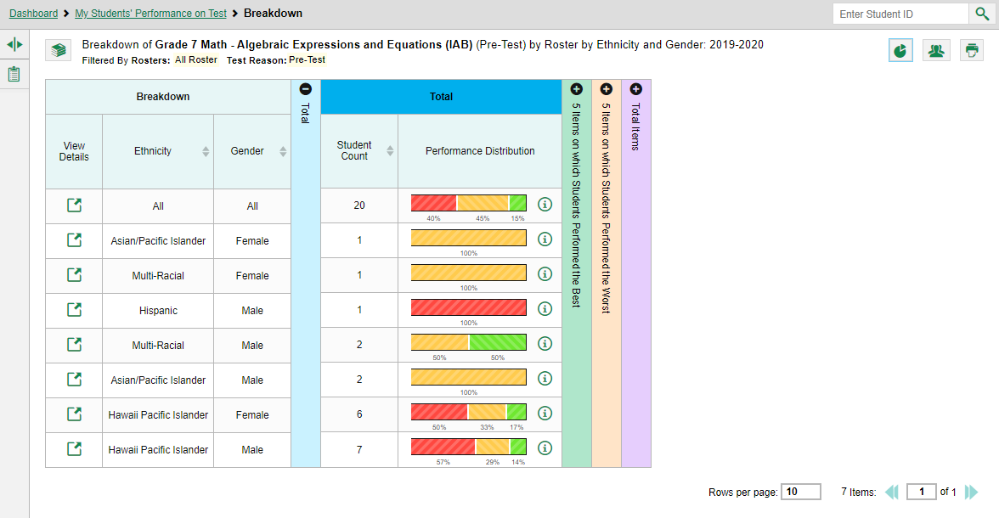 Dashboard > My Students' Performance on Test > Breakdown
Enter Student ID
Breakdown of Grade 7 Math - Algebraic Expressions and Equations (IAB) (Pre-Test) by Roster by Ethnicity and Gender: 2019-2020
Filtered By Rosters: All Roster Test Reason: Pre-Test
Breakdown
Total
Total
5 Items on which Students Performed the Best
5 Items on which Students Performed the Worst
Total Items
View Details
Ethnicity
Gender
Student Count
Performance Distribution
All All 20
40% 45% 15%
Asian/Pacific Islander Female 1
100%
Multi-Racial Female 1
100%
Hispanic Male 1
100%
Multi-Racial Male 2
50% 50%
Asian/Pacific Islander Male 2
100%
Hawaii Pacific Islander Female 6
50% 33% 17%
Hawaii Pacific Islander Male 7
57% 29% 14%
Rows per page: 10 7 Items: 1 of 1